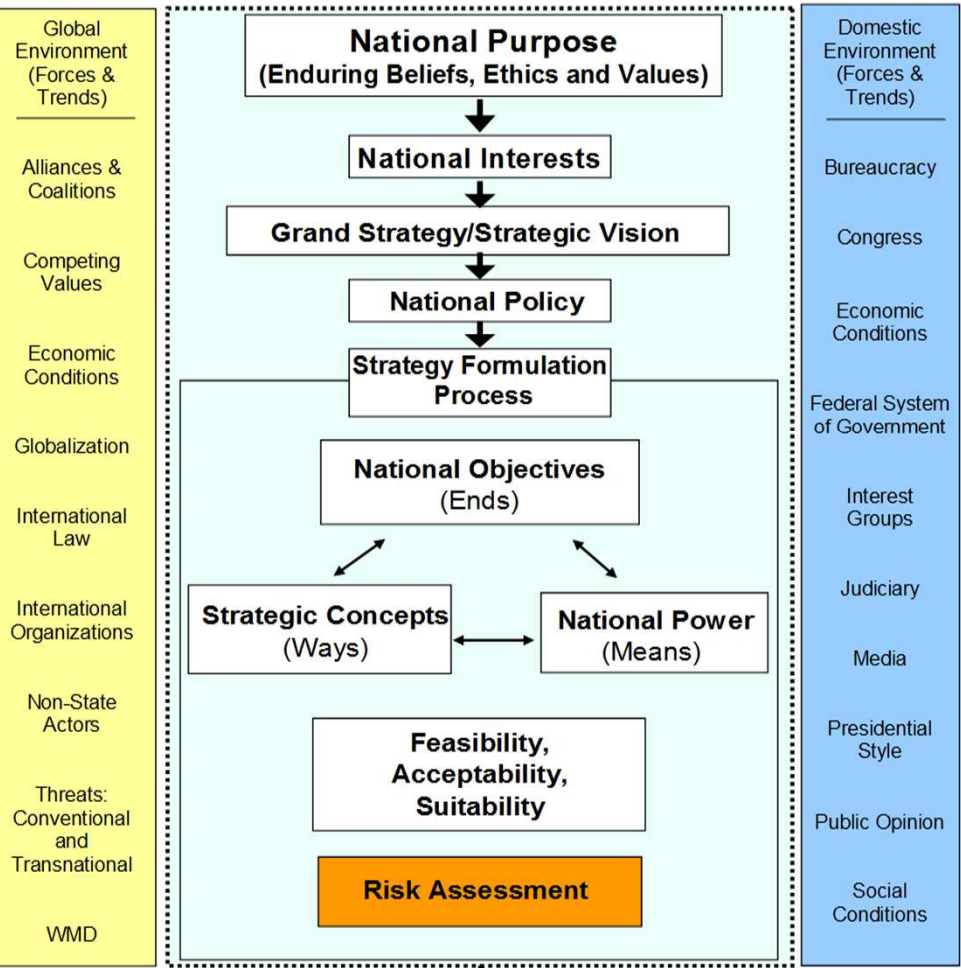 Global
Environment
(Forces &
Trends)
Alliances &
Coalitions
Competing
Values
Economic
Conditions
Globalization
International
Law
International
Organizations
Non-State
Actors
Threats:
Conventional
and
Transnational
WMD
National Purpose
(Enduring Beliefs, Ethics and Values)
National Interests
Grand Strategy/Strategic Vision
National Policy
Strategy Formulation
Process
National Objectives
(Ends)
Strategic Concepts
(Ways)
National Power
(Means)
Feasibility,
Acceptability,
Suitability
Risk Assessment
Domestic
Environment
(Forces &
Trends)
Bureaucracy
Congress
Economic
Conditions
Federal System
of Government
Interest
Groups
Judiciary
Media
Presidential
Style
Public Opinion
Social
Conditions